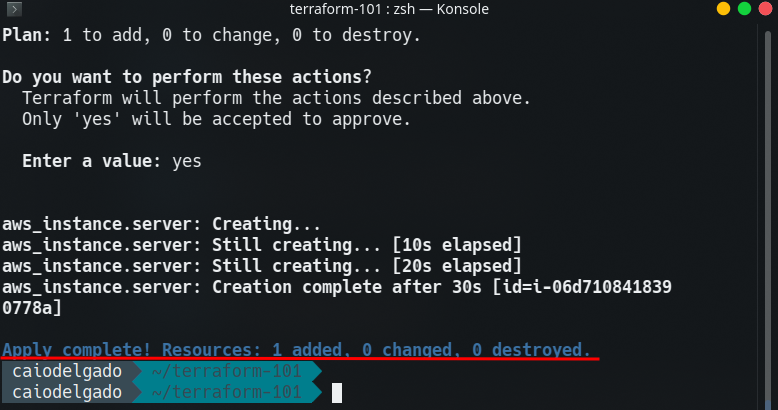 terraform-101 : zsh — Konsole
Plan: 1 to add, 0 to change, 0 to destroy.
Do you want to perform these actions?
Terraform will perform the actions described above.
Only 'yes' will be accepted to approve.
Enter a value: yes
aws_instance.server: Creating...
aws_instance.server: Still creating... [10s elapsed]
aws_instance.server: Still creating... [20s elapsed]
aws_instance.server: Creation complete after 30s [id=i-06d710841839
0778a]
Apply complete! Resources: 1 added, 0 changed, 0 destroyed.
caiodelgado ~/terraform-101
caiodelgado ~/terraform-101